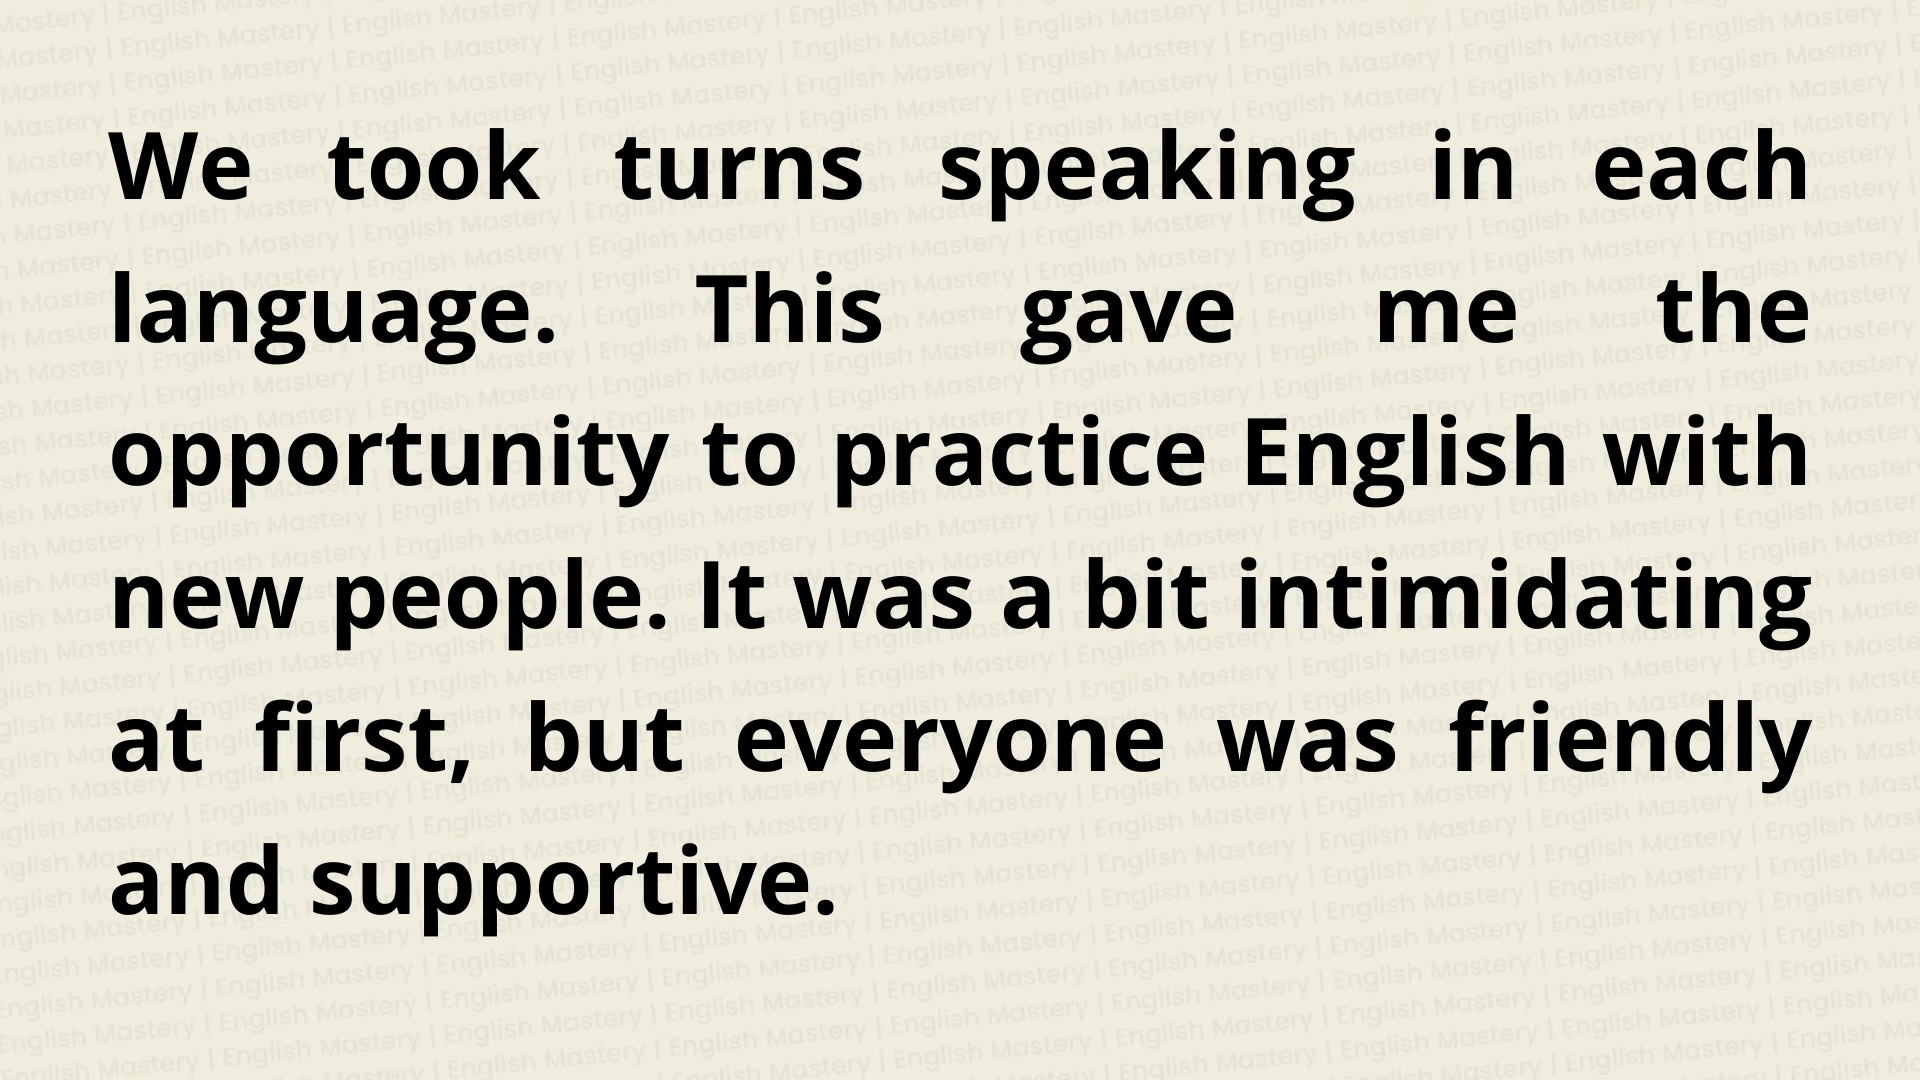 We took turns speaking in each
language. This gave me the
opportunity to practice English with
new people. It was a bit intimidating
at first, but everyone was friendly
and supportive.